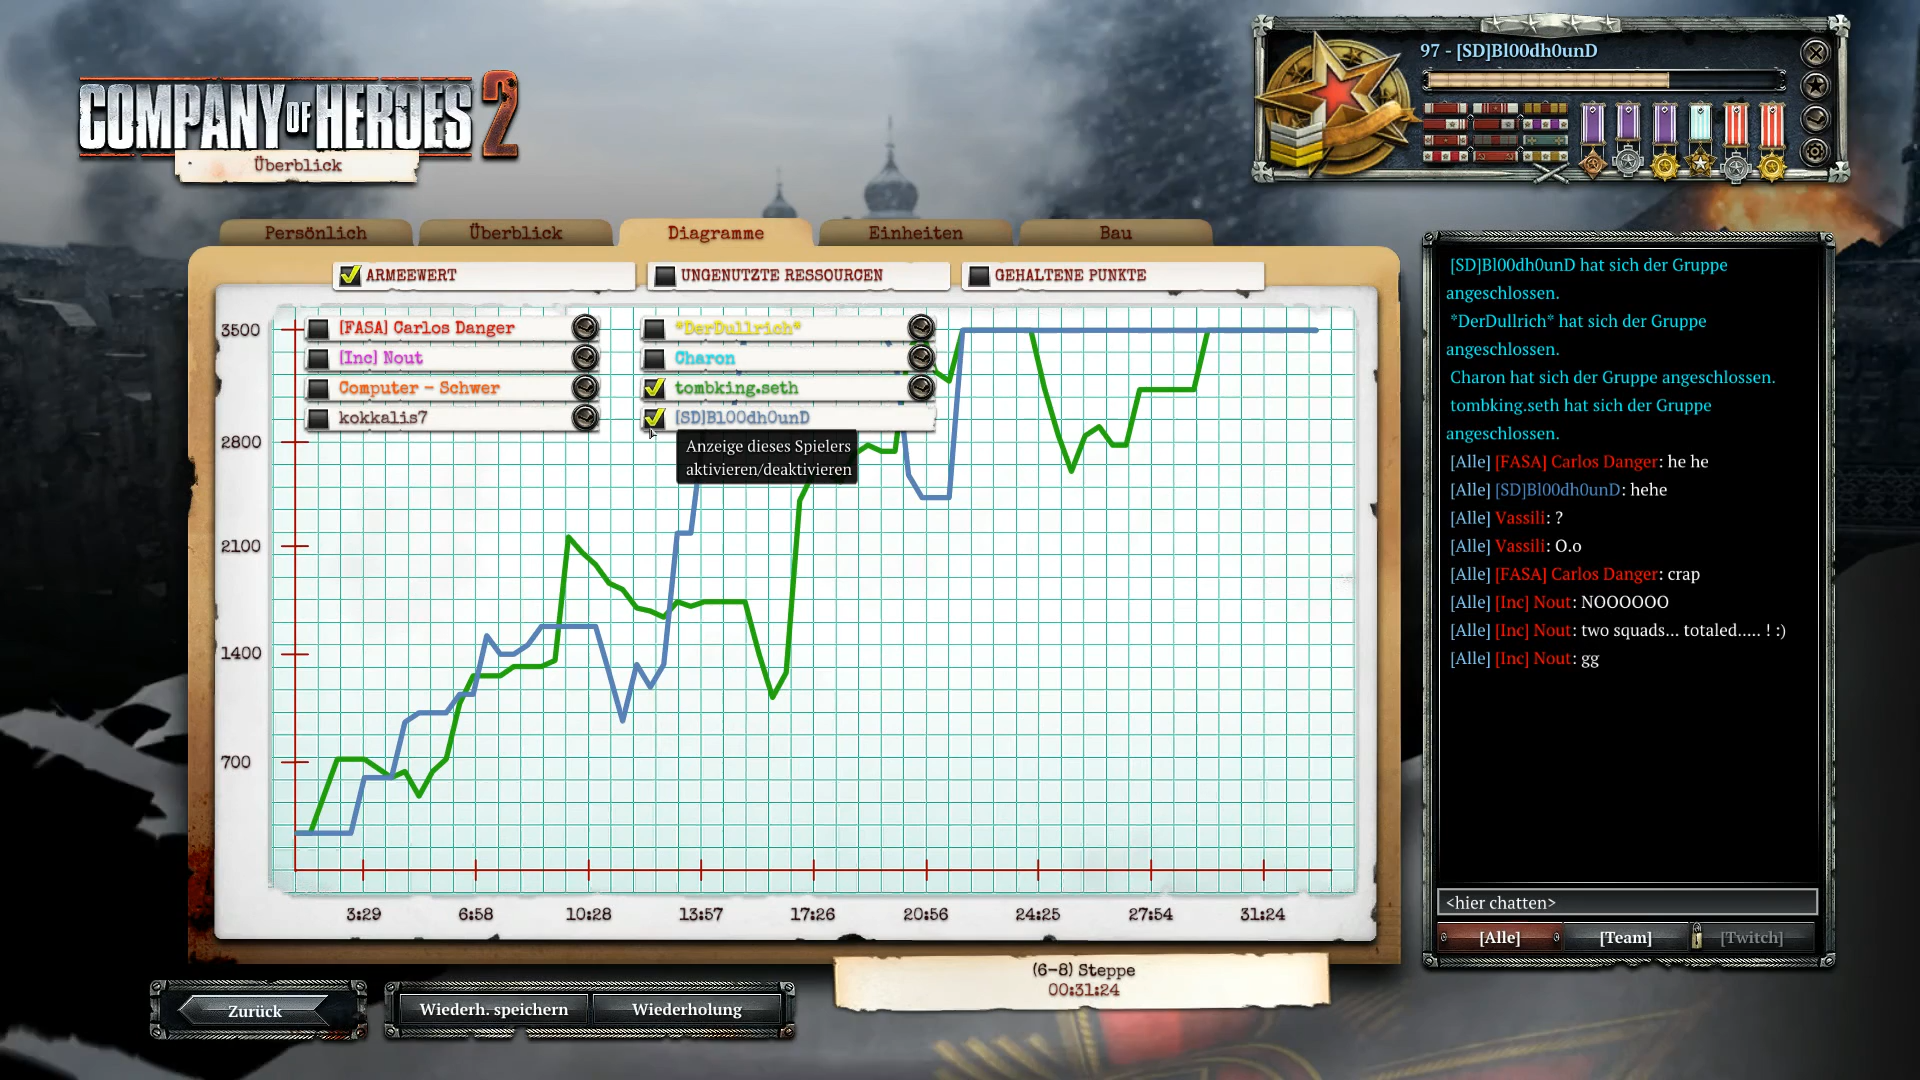 97 - [SD]Bl00dh0unD
COMPANY OF HEROES 2
Überblick
Persönlich
Überblick
Diagramme
Einheiten
Bau
ARMEEWERT
UNGENUTZTE RESSOURCEN
GEHALTENE PUNKTE
[FASA] Carlos Danger
*DerDullrich*
[Inc] Nout
Charon
Computer - Schwer
tombking.seth
kokkalis7
[SD]Bl00dh0unD
Anzeige dieses Spielers
aktivieren/deaktivieren
3500
2800
2100
1400
700
3:29
6:58
10:28
13:57
17:26
20:56
24:25
27:54
31:24
(6-8) Steppe
00:31:24
Zurück
Wiederh. speichern
Wiederholung
[SD]Bl00dh0unD hat sich der Gruppe
angeschlossen.
*DerDullrich* hat sich der Gruppe
angeschlossen.
Charon hat sich der Gruppe angeschlossen.
tombking.seth hat sich der Gruppe
angeschlossen.
[Alle] [FASA] Carlos Danger: he he
[Alle] [SD]Bl00dh0unD: hehe
[Alle] Vassili: ?
[Alle] Vassili: O.o
[Alle] [FASA] Carlos Danger: crap
[Alle] [Inc] Nout: NOOOOOO
[Alle] [Inc] Nout: two squads... totaled..... ! :)
[Alle] [Inc] Nout: gg
<hier chatten>
[Alle]
[Team]
[Twitch]